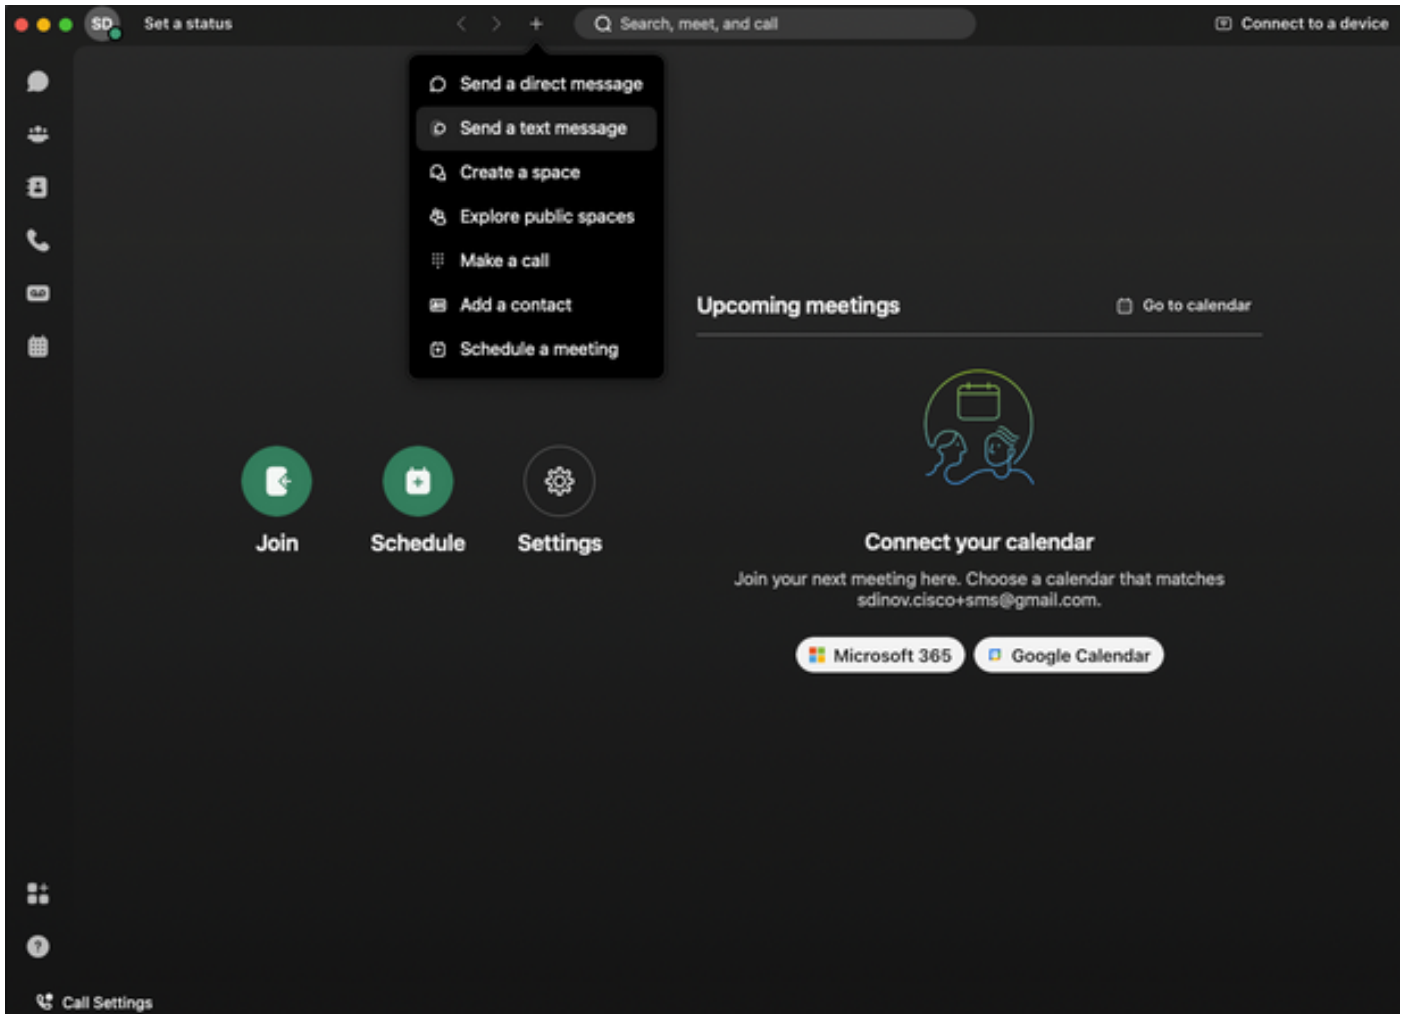 SD
Set a status
Search, meet, and call
Connect to a device
Send a direct message
Send a text message
Create a space
Explore public spaces
Make a call
Add a contact
Schedule a meeting
Upcoming meetings
Go to calendar
Join
Schedule
Settings
Connect your calendar
Join your next meeting here. Choose a calendar that matches
sdinov.cisco+sms@gmail.com.
Microsoft 365
Google Calendar
Call Settings